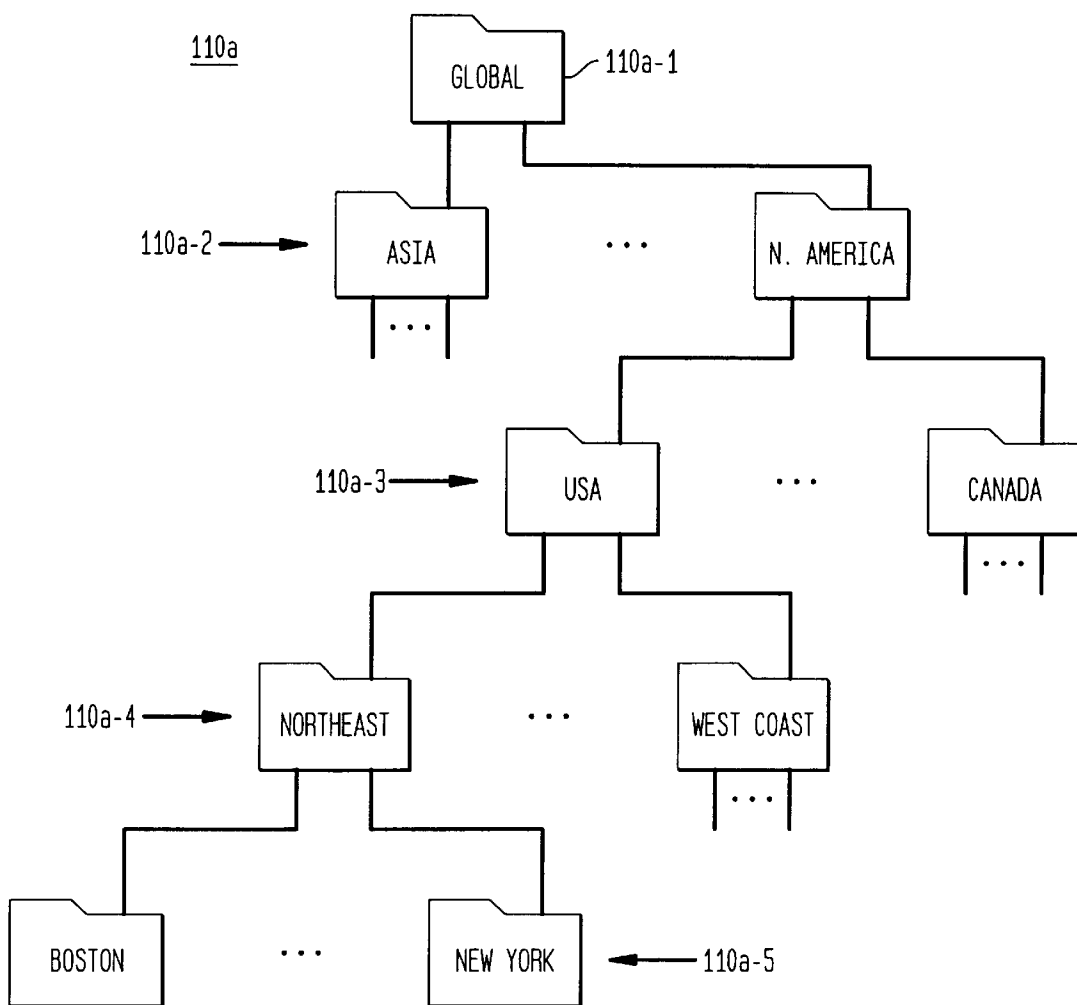 110a
GLOBAL
110a-1
110a-2
ASIA
...
N. AMERICA
...
110a-3
USA
...
CANADA
...
110a-4
NORTHEAST
...
WEST COAST
...
BOSTON
...
NEW YORK
110a-5